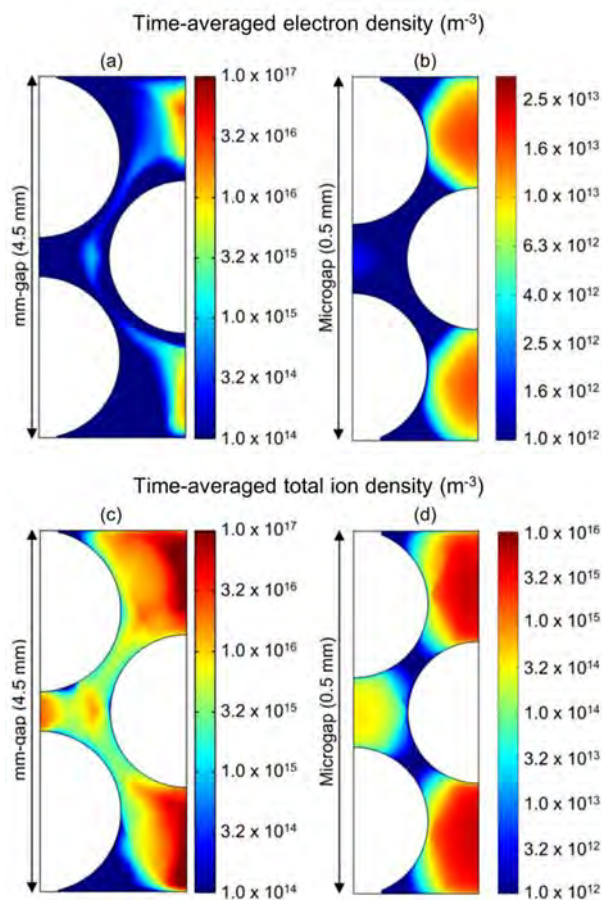 Time-averaged electron density (m-3)
(a)
(b)
mm-gap (4.5 mm)
1.0 x 10^17
3.2 x 10^16
1.0 x 10^16
3.2 x 10^15
1.0 x 10^15
3.2 x 10^14
1.0 x 10^14
Microgap (0.5 mm)
2.5 x 10^13
1.6 x 10^13
1.0 x 10^13
6.3 x 10^12
4.0 x 10^12
2.5 x 10^12
1.6 x 10^12
1.0 x 10^12
Time-averaged total ion density (m-3)
(c)
(d)
mm-gap (4.5 mm)
1.0 x 10^17
3.2 x 10^16
1.0 x 10^16
3.2 x 10^15
1.0 x 10^15
3.2 x 10^14
1.0 x 10^14
Microgap (0.5 mm)
1.0 x 10^16
3.2 x 10^15
1.0 x 10^15
3.2 x 10^14
1.0 x 10^14
3.2 x 10^13
1.0 x 10^13
3.2 x 10^12
1.0 x 10^12